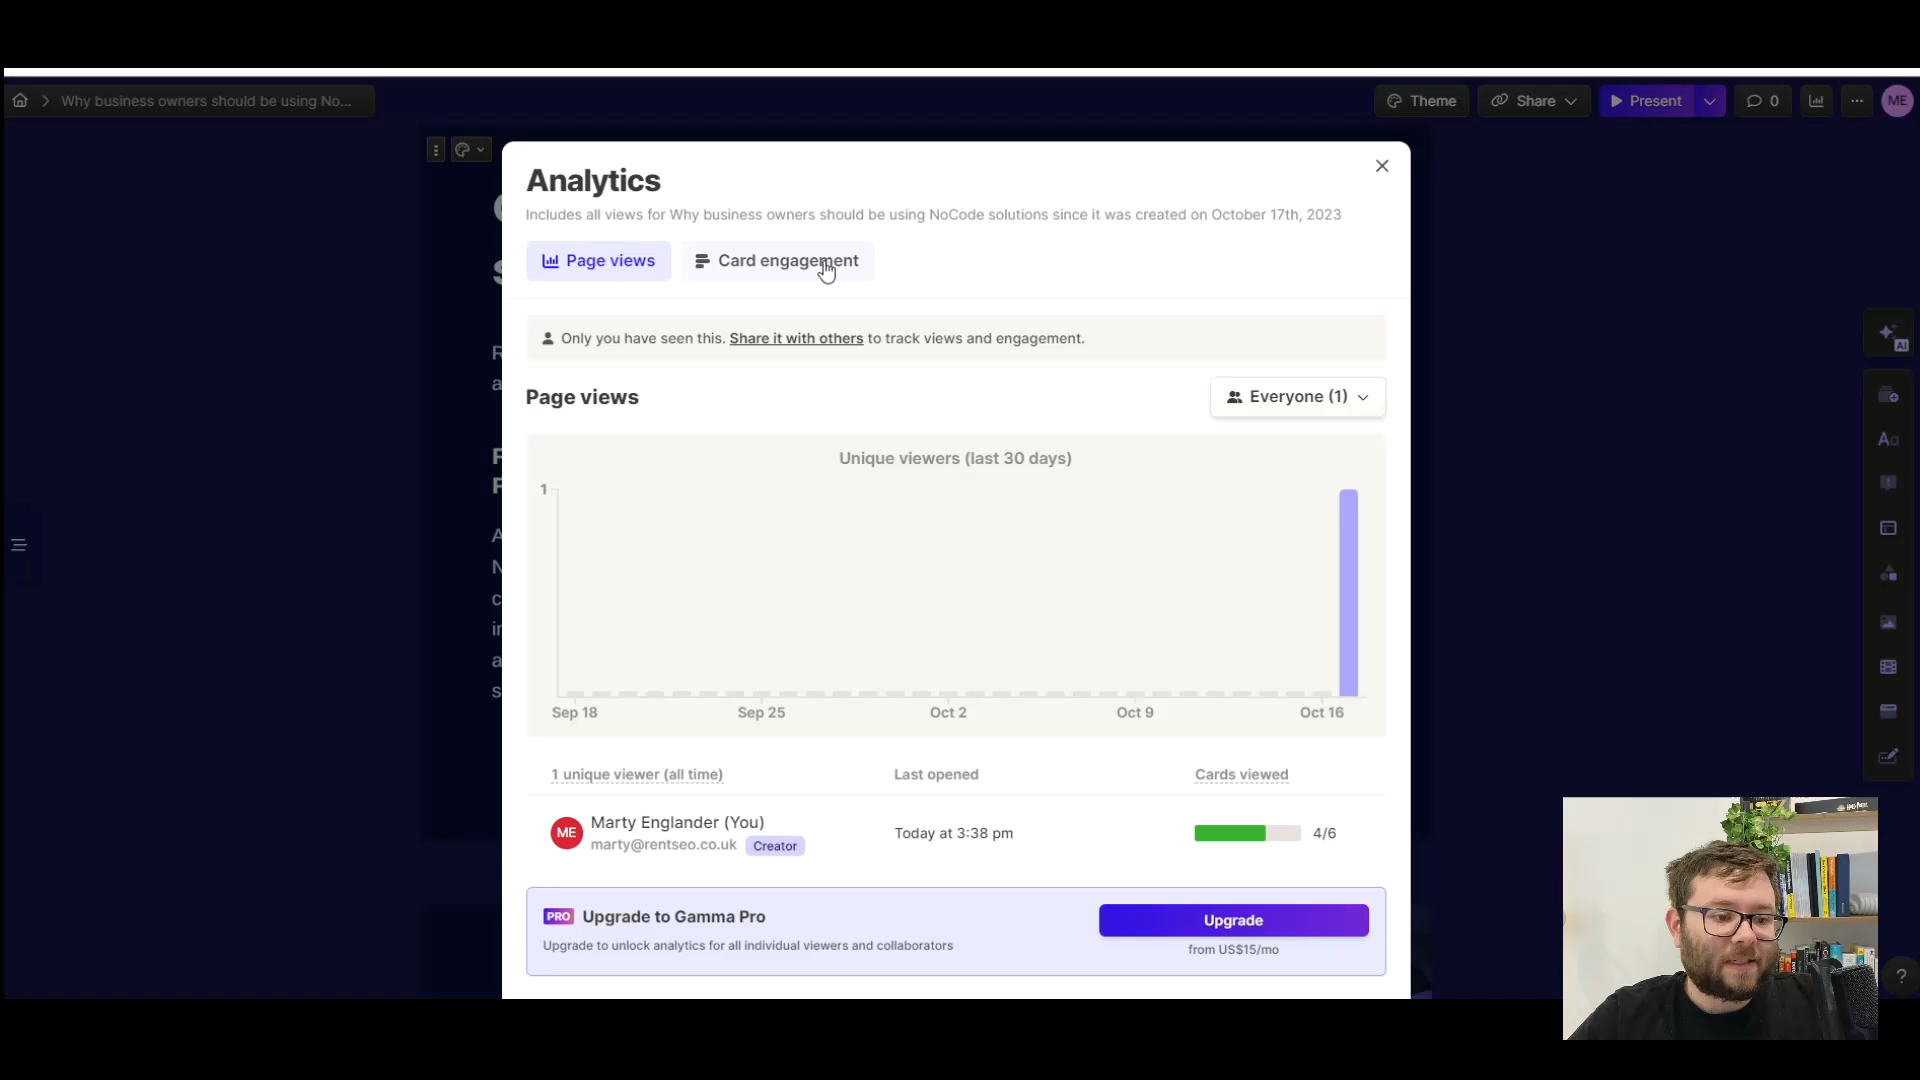 Why business owners should be using No...
Theme
Share
Present
0
ME
Analytics
Includes all views for Why business owners should be using NoCode solutions since it was created on October 17th, 2023
Page views
Card engagement
Only you have seen this. Share it with others to track views and engagement.
Page views
Everyone (1)
Unique viewers (last 30 days)
1
Sep 18
Sep 25
Oct 2
Oct 9
Oct 16
1 unique viewer (all time)
Last opened
Cards viewed
ME
Marty Englander (You)
marty@rentseo.co.uk
Creator
Today at 3:38 pm
4/6
PRO
Upgrade to Gamma Pro
Upgrade to unlock analytics for all individual viewers and collaborators
Upgrade
from US$15/mo
AI
Aa
?